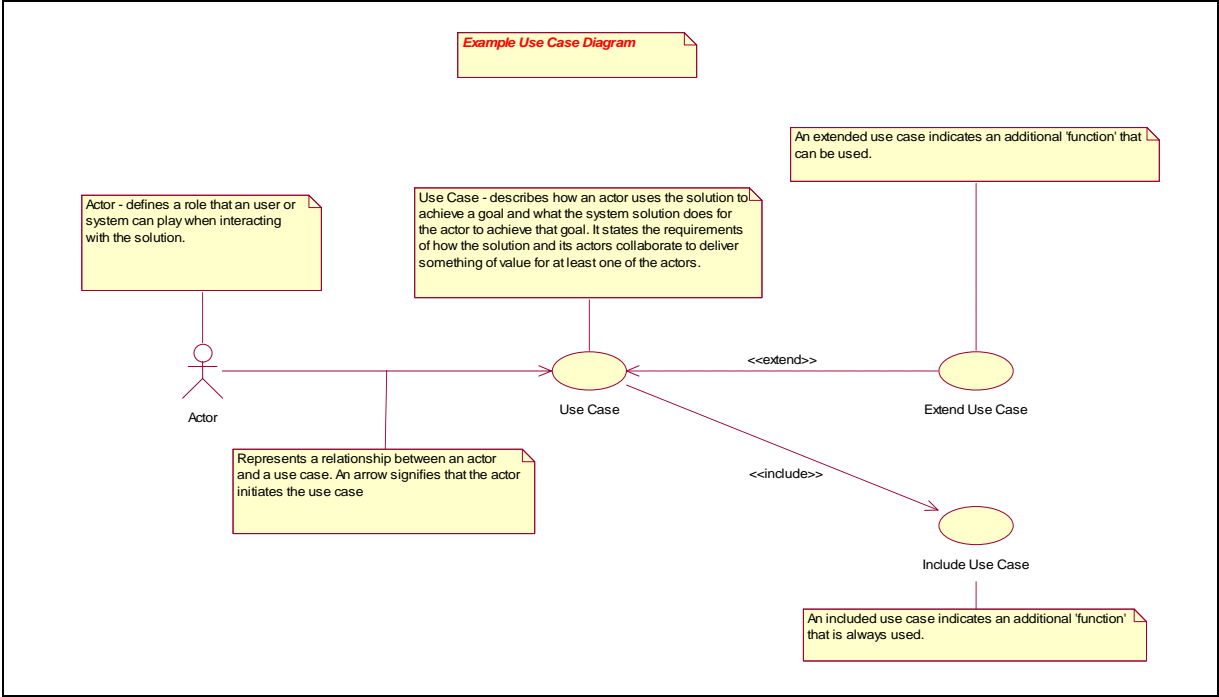 Example Use Case Diagram
An extended use case indicates an additional 'function' that
can be used.
Actor - defines a role that an user or
system can play when interacting
with the solution.
Use Case - describes how an actor uses the solution to
achieve a goal and what the system solution does for
the actor to achieve that goal. It states the requirements
of how the solution and its actors collaborate to deliver
something of value for at least one of the actors.
<<extend>>
Actor
Use Case
Extend Use Case
Represents a relationship between an actor
and a use case. An arrow signifies that the actor
initiates the use case
<<include>>
Include Use Case
An included use case indicates an additional 'function'
that is always used.